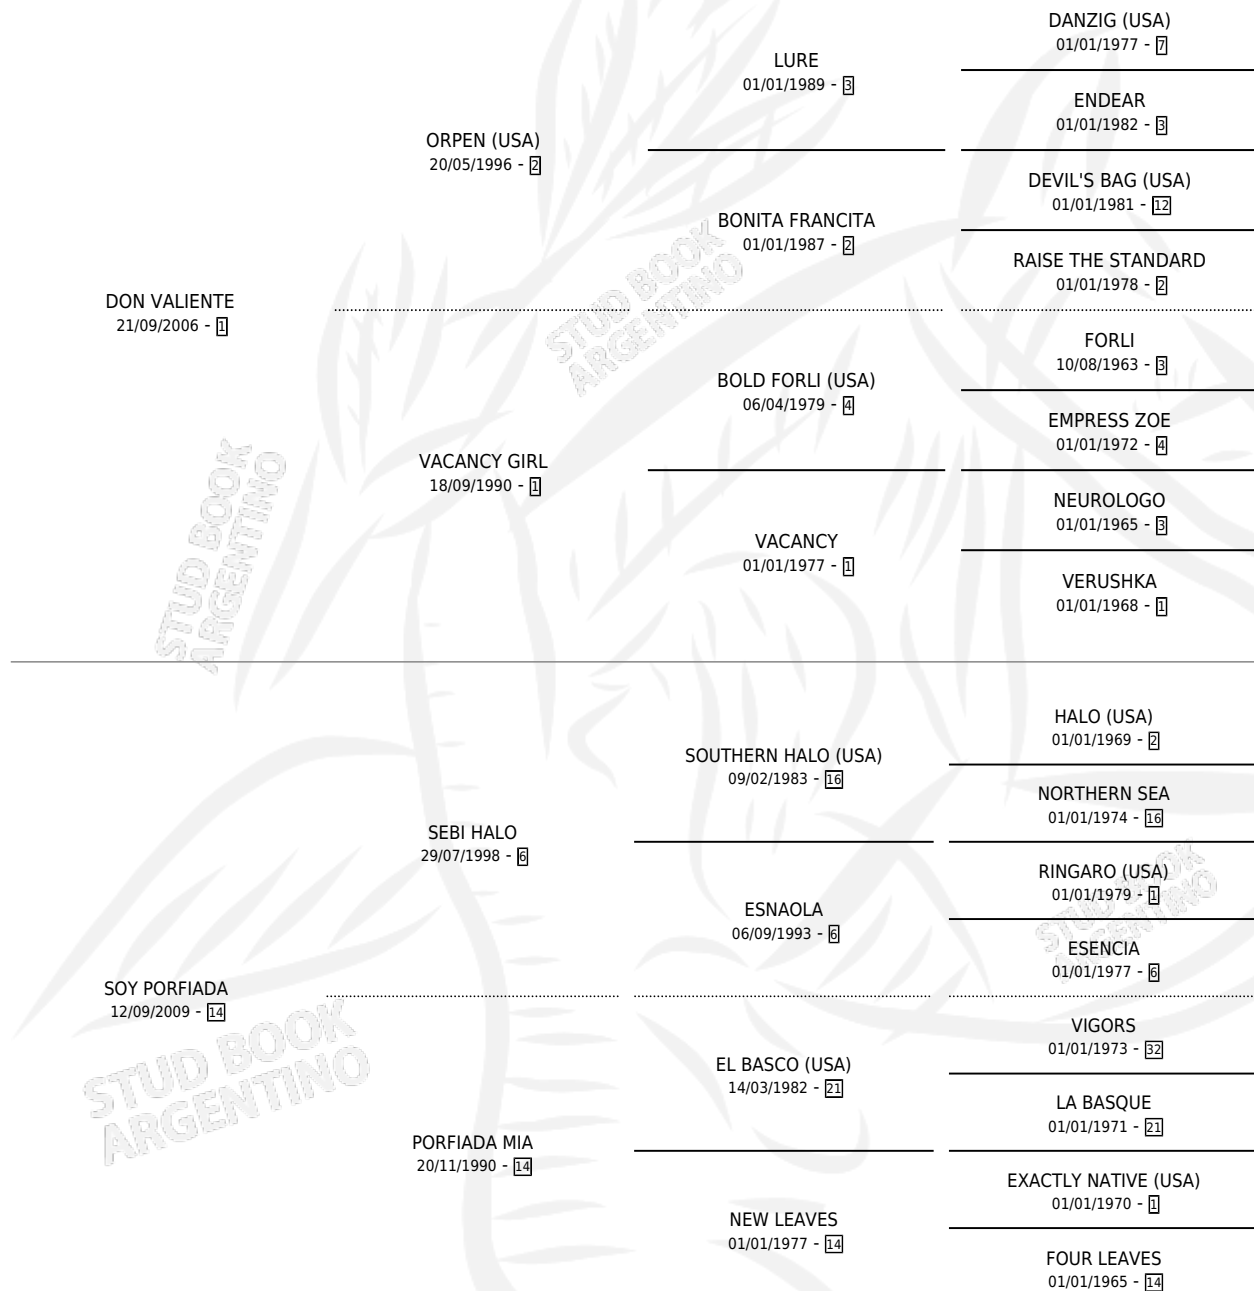 DANZIG (USA)
01/01/1977 - 7
LURE
01/01/1989 - 3
ENDEAR
01/01/1982 - 3
ORPEN (USA)
20/05/1996 - 2
DEVIL'S BAG (USA)
01/01/1981 - 12
BONITA FRANCITA
01/01/1987 - 2
RAISE THE STANDARD
01/01/1978 - 2
DON VALIENTE
21/09/2006 - 1
FORLI
10/08/1963 - 3
BOLD FORLI (USA)
06/04/1979 - 4
EMPRESS ZOE
01/01/1972 - 4
VACANCY GIRL
18/09/1990 - 1
NEUROLOGO
01/01/1965 - 3
VACANCY
01/01/1977 - 1
VERUSHKA
01/01/1968 - 1
HALO (USA)
01/01/1969 - 2
SOUTHERN HALO (USA)
09/02/1983 - 16
NORTHERN SEA
01/01/1974 - 16
SEBI HALO
29/07/1998 - 6
RINGARO (USA)
01/01/1979 - 1
ESNAOLA
06/09/1993 - 6
ESENCIA
01/01/1977 - 6
SOY PORFIADA
12/09/2009 - 14
VIGORS
01/01/1973 - 32
EL BASCO (USA)
14/03/1982 - 21
LA BASQUE
01/01/1971 - 21
PORFIADA MIA
20/11/1990 - 14
EXACTLY NATIVE (USA)
01/01/1970 - 1
NEW LEAVES
01/01/1977 - 14
FOUR LEAVES
01/01/1965 - 14
STUD BOOK
ARGENTINO
STUD BOOK
ARGENTINO
STUD BOOK
ARGENTINO
STUD BOOK
ARGENTINO